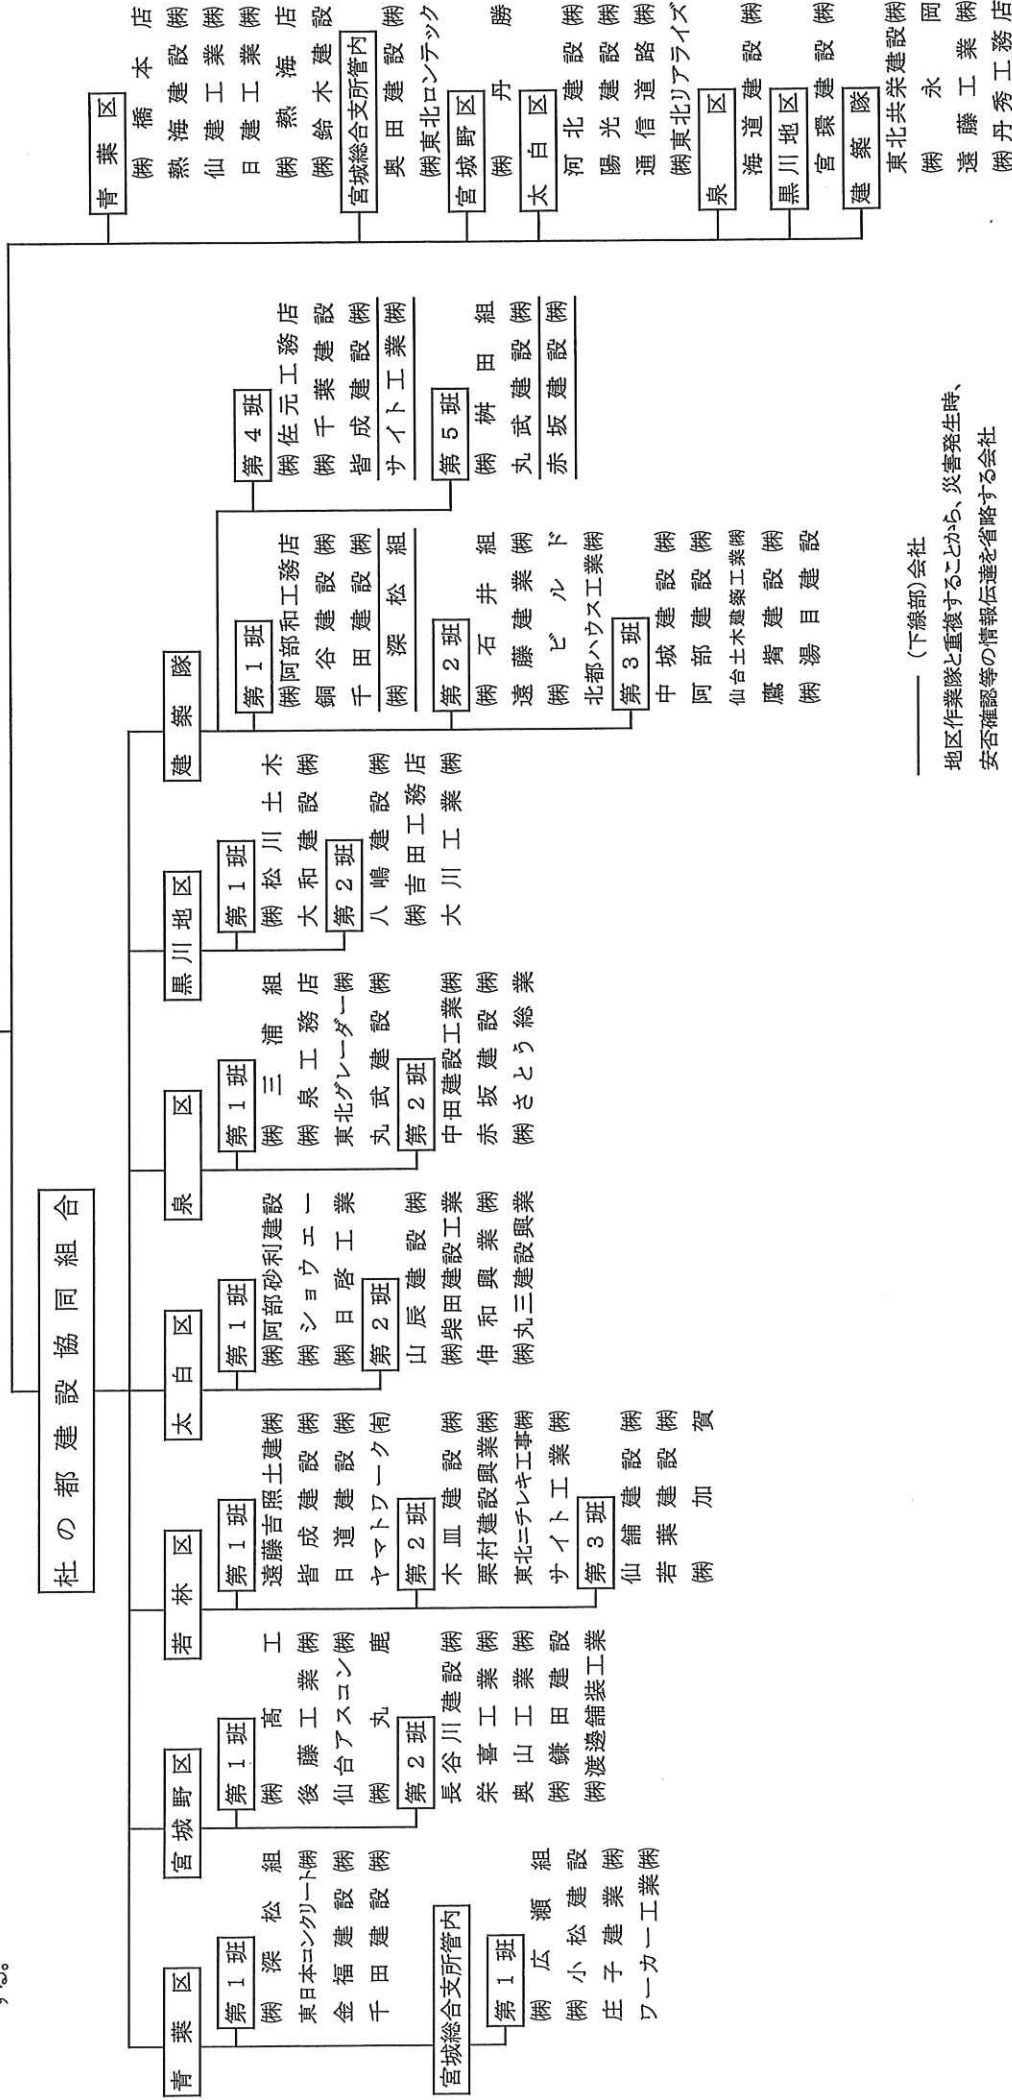 する。
杜の都建設協同組合
青葉区
第1班
㈱深松組
東日本コンクリート㈱
金福建設㈱
千田建設㈱
宮城総合支所管内
第1班
㈱広瀬組
㈱小松建設
庄子建業㈱
ワーカー工業㈱
宮城野区
第1班
㈱髙工
後藤工業㈱
仙台アスコン㈱
㈱丸鹿
第2班
長谷川建設㈱
栄喜工業㈱
奥山工業㈱
㈱鎌田建設
㈱渡邊舗装工業
若林区
第1班
遠藤吉照土建㈱
皆成建設㈱
日道建設㈱
ヤマトワーク㈲
第2班
木皿建設㈱
栗村建設興業㈱
東北ニチレキ工事㈱
サイト工業㈱
第3班
仙舗建設㈱
若葉建設㈱
㈱加賀
太白区
第1班
㈱阿部砂利建設
㈱ショウエー
㈱日啓工業
第2班
山辰建設㈱
㈱柴田建設工業
伸和興業㈱
㈱丸三建設興業
泉区
第1班
㈱三浦組
㈱泉工務店
東北グレーダー㈱
丸武建設㈱
第2班
中田建設工業㈱
赤坂建設㈱
㈱さとう総業
黒川地区
第1班
㈱松川土木
大和建設㈱
第2班
八嶋建設㈱
㈱吉田工務店
大川工業㈱
建築隊
第1班
㈱阿部和工務店
鋼谷建設㈱
千田建設㈱
㈱深松組
第2班
㈱石井組
遠藤建業㈱
㈱ビルド
北都ハウス工業㈱
第3班
中城建設㈱
阿部建設㈱
仙台土木建築工業㈱
鷹觜建設㈱
㈱湯目建設
第4班
㈱佐元工務店
㈱千葉建設
皆成建設㈱
サイト工業㈱
第5班
㈱桝田組
丸武建設㈱
赤坂建設㈱
青葉区
㈱橋本店
熱海建設㈱
仙建工業㈱
日建工業㈱
㈱熱海店
㈱鈴木建設
宮城総合支所管内
奥田建設㈱
㈱東北ロンテック
宮城野区
㈱丹勝
太白区
河北建設㈱
陽光建設㈱
通信道路㈱
㈱東北リアライズ
泉区
海道建設㈱
黒川地区
宮環建設㈱
建築隊
東北共栄建設㈱
㈱永岡
遠藤工業㈱
㈱丹秀工務店
（下線部）会社
地区作業隊と重複することから、災害発生時、
安否確認等の情報伝達を省略する会社